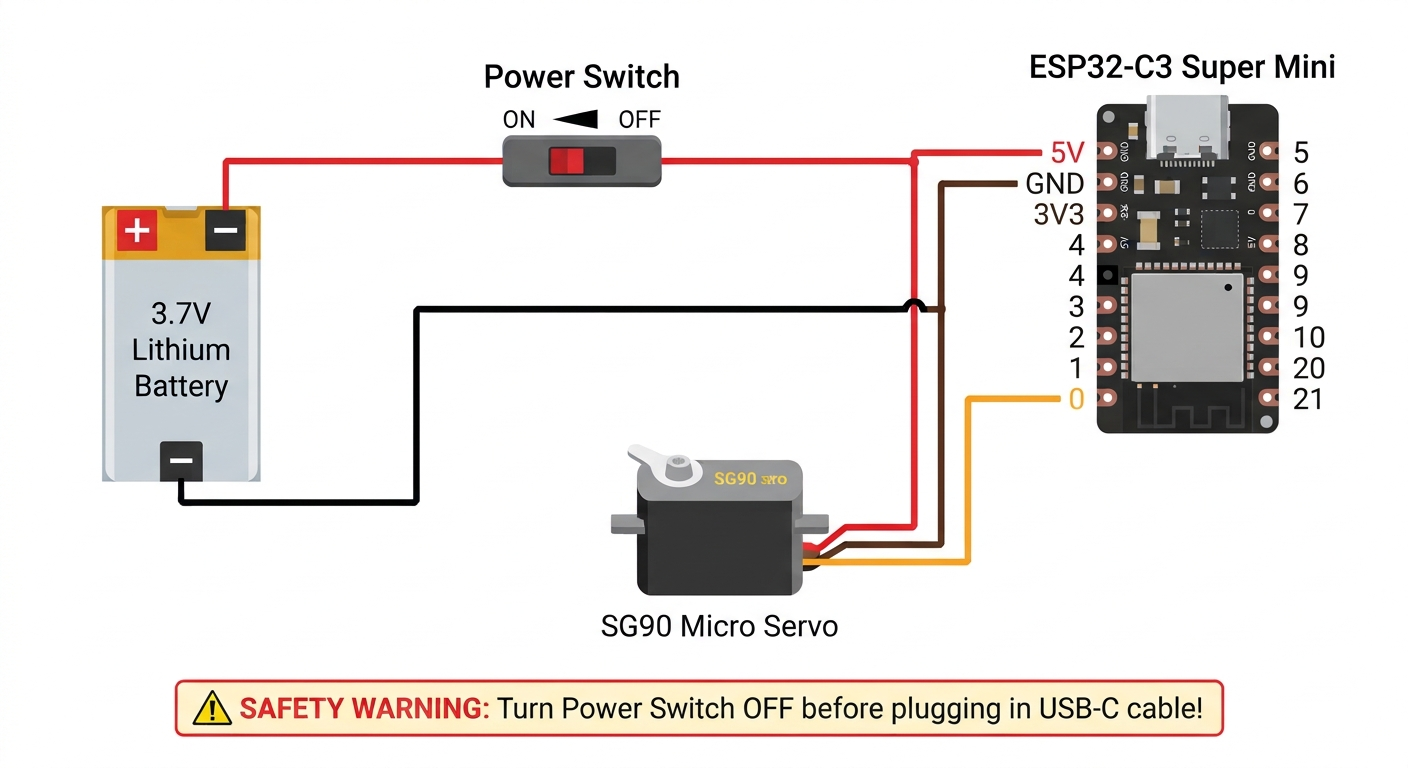 Power Switch
ON OFF
ESP32-C3 Super Mini
+ −
3.7V
Lithium
Battery
−
5V
GND
3V3
4
4
3
2
1
0
5
6
7
8
9
9
10
20
21
SG90
SG90 Micro Servo
SAFETY WARNING: Turn Power Switch OFF before plugging in USB-C cable!